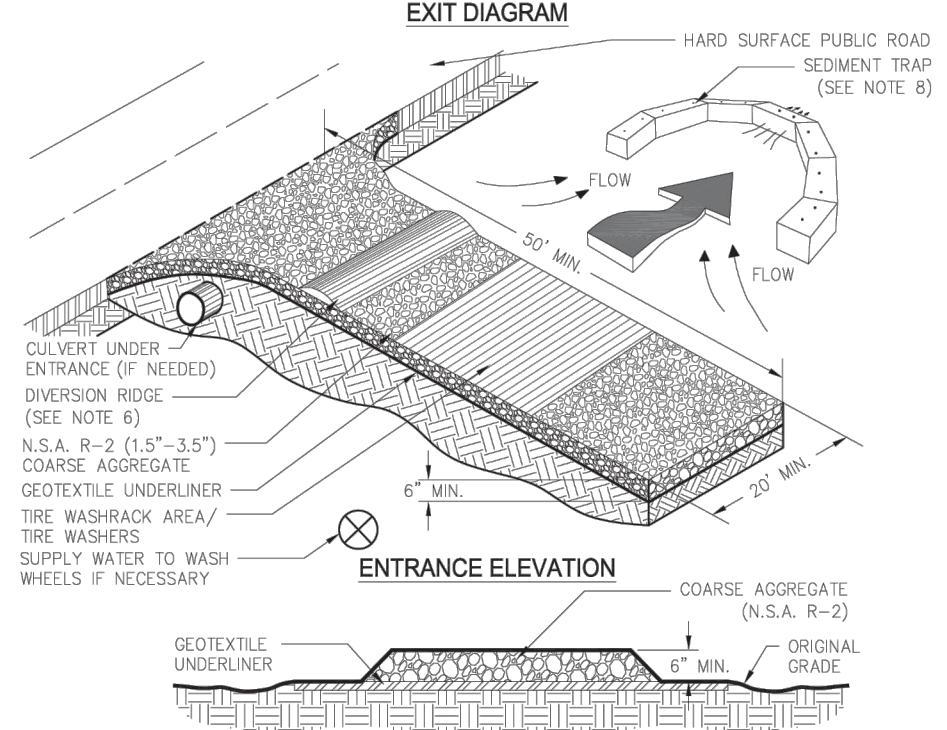 EXIT DIAGRAM
HARD SURFACE PUBLIC ROAD
SEDIMENT TRAP
(SEE NOTE 8)
FLOW
50' MIN.
FLOW
CULVERT UNDER
ENTRANCE (IF NEEDED)
DIVERSION RIDGE
(SEE NOTE 6)
N.S.A. R-2 (1.5"-3.5")
COARSE AGGREGATE
GEOTEXTILE UNDERLINER
6" MIN.
20' MIN.
TIRE WASHRACK AREA/
TIRE WASHERS
SUPPLY WATER TO WASH
WHEELS IF NECESSARY
ENTRANCE ELEVATION
COARSE AGGREGATE
(N.S.A. R-2)
GEOTEXTILE
UNDERLINER
6" MIN.
ORIGINAL
GRADE